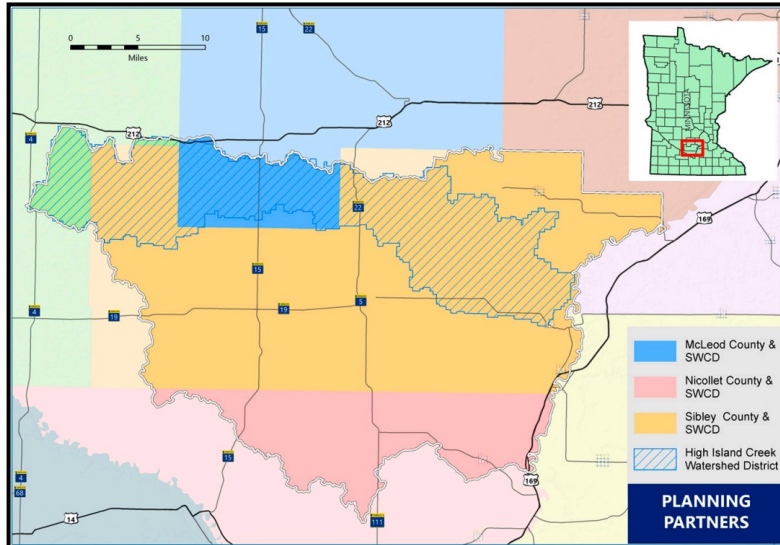 0 5 10
Miles
15
22
212
212
212
4
MINNESOTA
22
169
15
4
19
19
5
McLeod County &
SWCD
Nicollet County &
SWCD
Sibley County &
SWCD
High Island Creek
Watershed District
15
4
68
14
111
169
PLANNING
PARTNERS